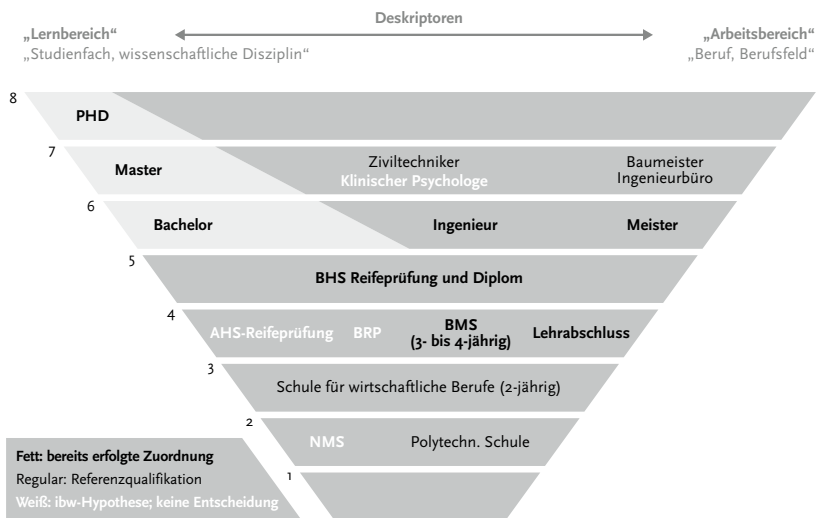 Deskriptoren
„Lernbereich“
„Arbeitsbereich“
„Studienfach, wissenschaftliche Disziplin“
„Beruf, Berufsfeld“
8
PHD
7
Master
Ziviltechniker
Klinischer Psychologe
Baumeister
Ingenieurbüro
6
Bachelor
Ingenieur
Meister
5
BHS Reifeprüfung und Diplom
4
AHS-Reifeprüfung
BRP
BMS
(3- bis 4-jährig)
Lehrabschluss
3
Schule für wirtschaftliche Berufe (2-jährig)
2
NMS
Polytechn. Schule
1
Fett: bereits erfolgte Zuordnung
Regular: Referenzqualifikation
Weiß: ibw-Hypothese; keine Entscheidung